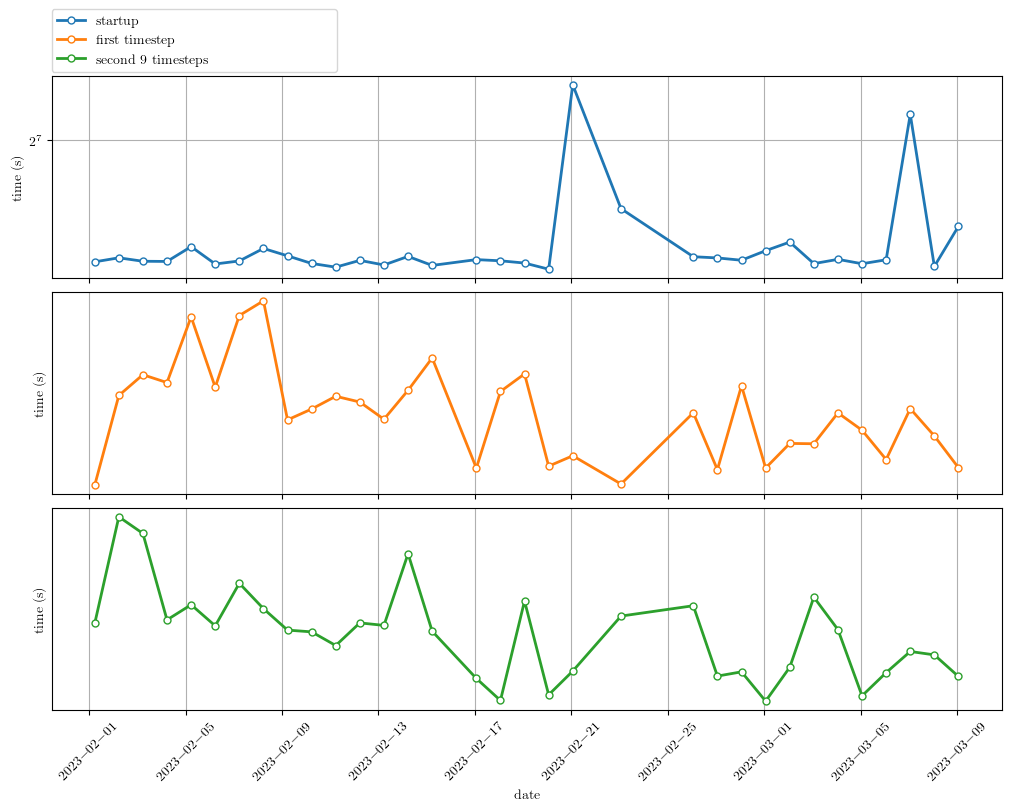 startup
first timestep
second 9 timesteps
time (s)
2^7
time (s)
time (s)
2023−02−01
2023−02−05
2023−02−09
2023−02−13
2023−02−17
2023−02−21
2023−02−25
2023−03−01
2023−03−05
2023−03−09
date